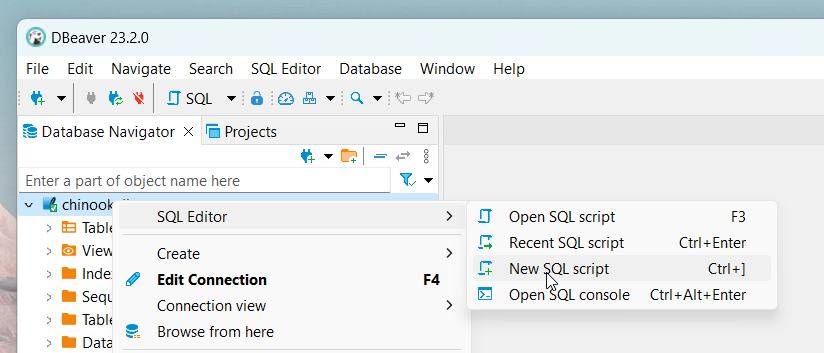 DBeaver 23.2.0
File Edit Navigate Search SQL Editor Database Window Help
SQL
Database Navigator Projects
Enter a part of object name here
chinook
SQL Editor
Open SQL script F3
Table
Recent SQL script Ctrl+Enter
View
Create
New SQL script Ctrl+]
Index
Edit Connection F4
Open SQL console Ctrl+Alt+Enter
Sequ
Connection view
Table
Browse from here
Data